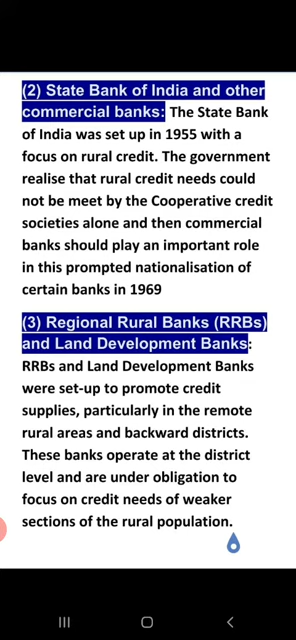 (2) State Bank of India and other
commercial banks: The State Bank
of India was set up in 1955 with a
focus on rural credit. The government
realise that rural credit needs could
not be meet by the Cooperative credit
societies alone and then commercial
banks should play an important role
in this prompted nationalisation of
certain banks in 1969
(3) Regional Rural Banks (RRBs)
and Land Development Banks:
RRBs and Land Development Banks
were set-up to promote credit
supplies, particularly in the remote
rural areas and backward districts.
These banks operate at the district
level and are under obligation to
focus on credit needs of weaker
sections of the rural population.